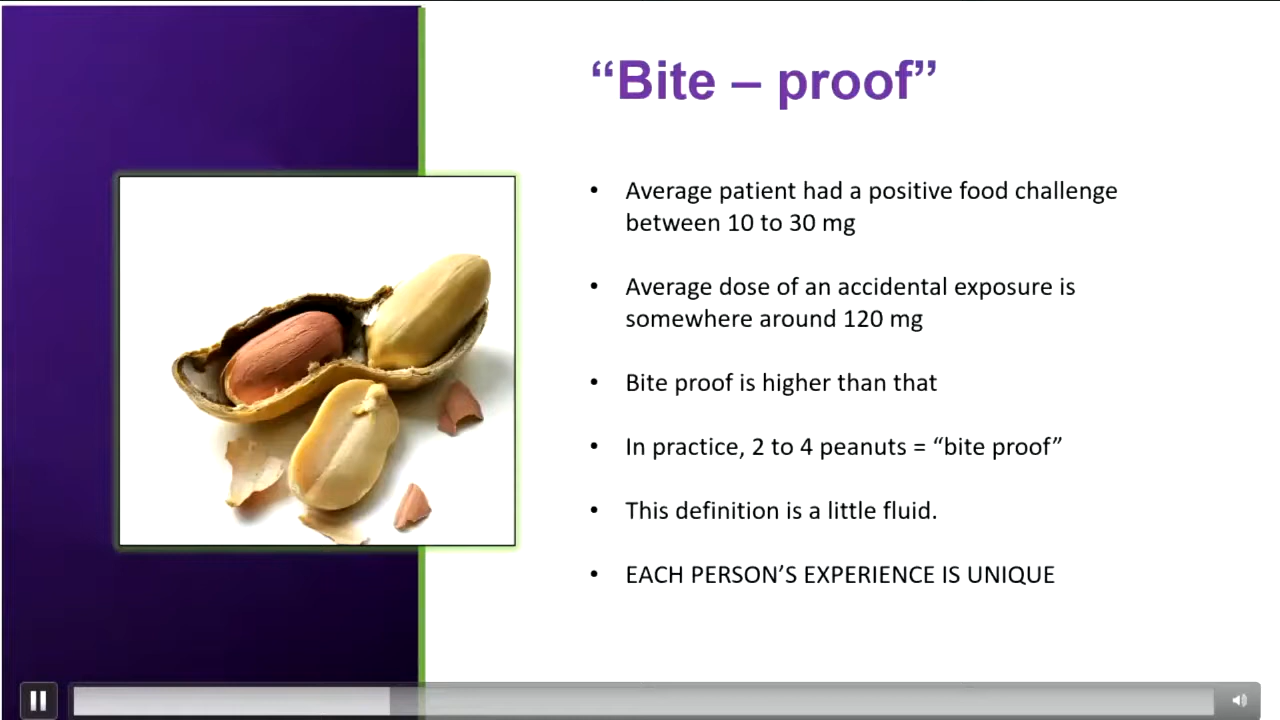 “Bite – proof”
• Average patient had a positive food challenge
between 10 to 30 mg
• Average dose of an accidental exposure is
somewhere around 120 mg
• Bite proof is higher than that
• In practice, 2 to 4 peanuts = “bite proof”
• This definition is a little fluid.
• EACH PERSON’S EXPERIENCE IS UNIQUE